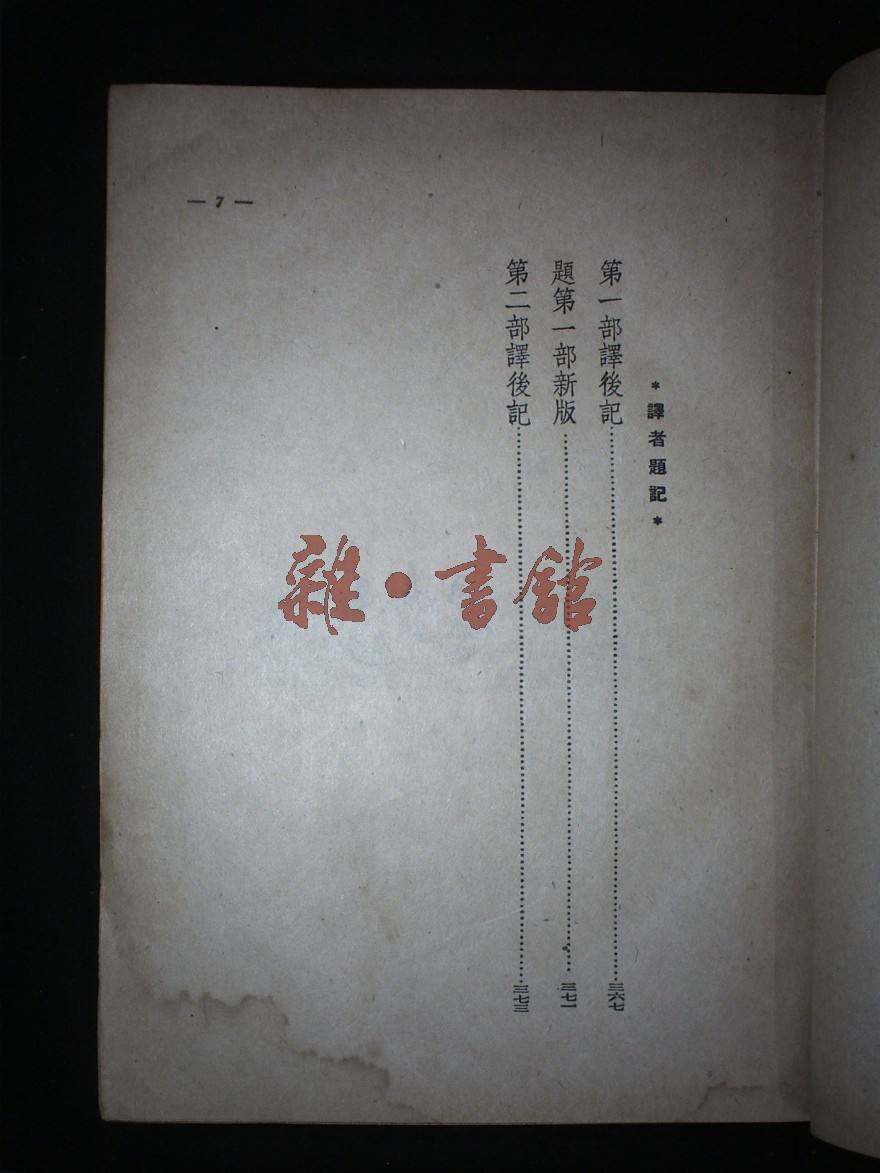 — 7 —
＊譯者題記＊
第一部譯後記……三六七
題第一部新版……三七一
第二部譯後記……三七三
雜・書館